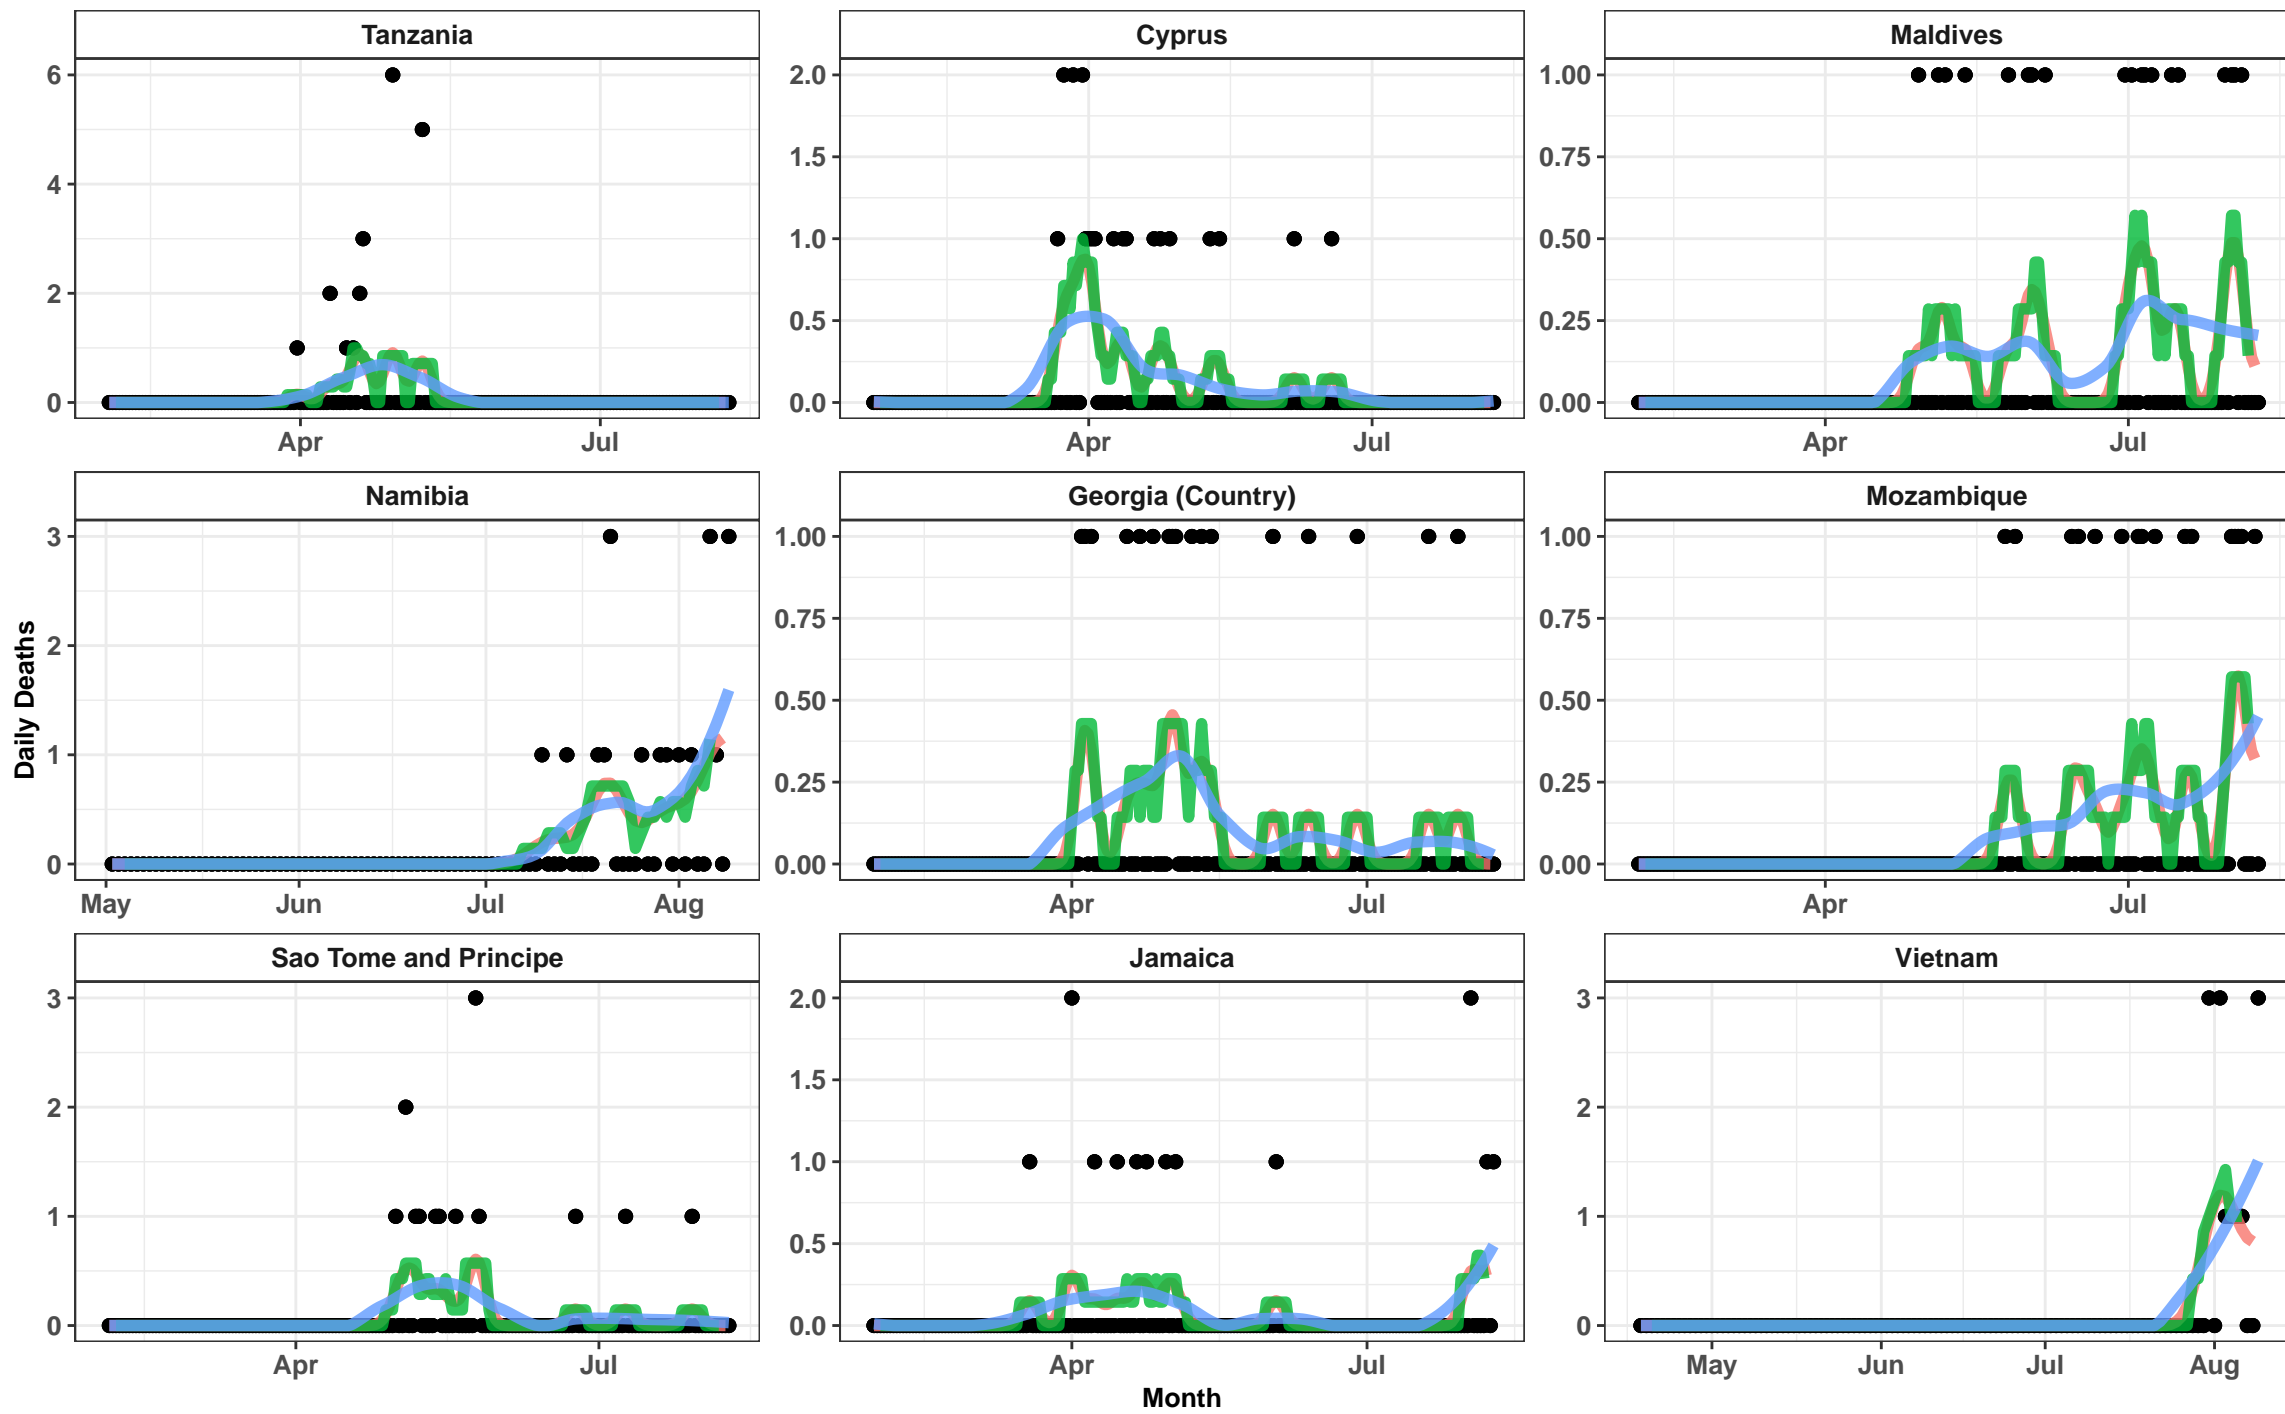 Tanzania
Cyprus
Maldives
6
4
2
0
2.0
1.5
1.0
0.5
0.0
1.00
0.75
0.50
0.25
0.00
Apr Jul
Apr Jul
Apr Jul
Namibia
Georgia (Country)
Mozambique
3
2
1
0
1.00
0.75
0.50
0.25
0.00
1.00
0.75
0.50
0.25
0.00
Daily Deaths
May Jun Jul Aug
Apr Jul
Apr Jul
Sao Tome and Principe
Jamaica
Vietnam
3
2
1
0
2.0
1.5
1.0
0.5
0.0
3
2
1
0
Apr Jul
Apr Jul
May Jun Jul Aug
Month